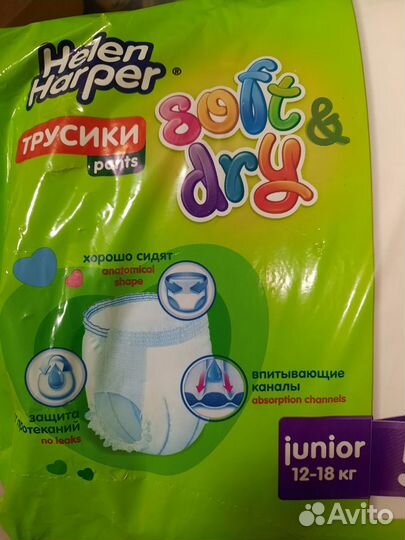 Helen
Harper®
ТРУСИКИ
pants
soft &
dry
хорошо сидят
anatomical
shape
защита
протеканий
no leaks
впитывающие
каналы
absorption channels
junior
12-18 кг
5
Avito